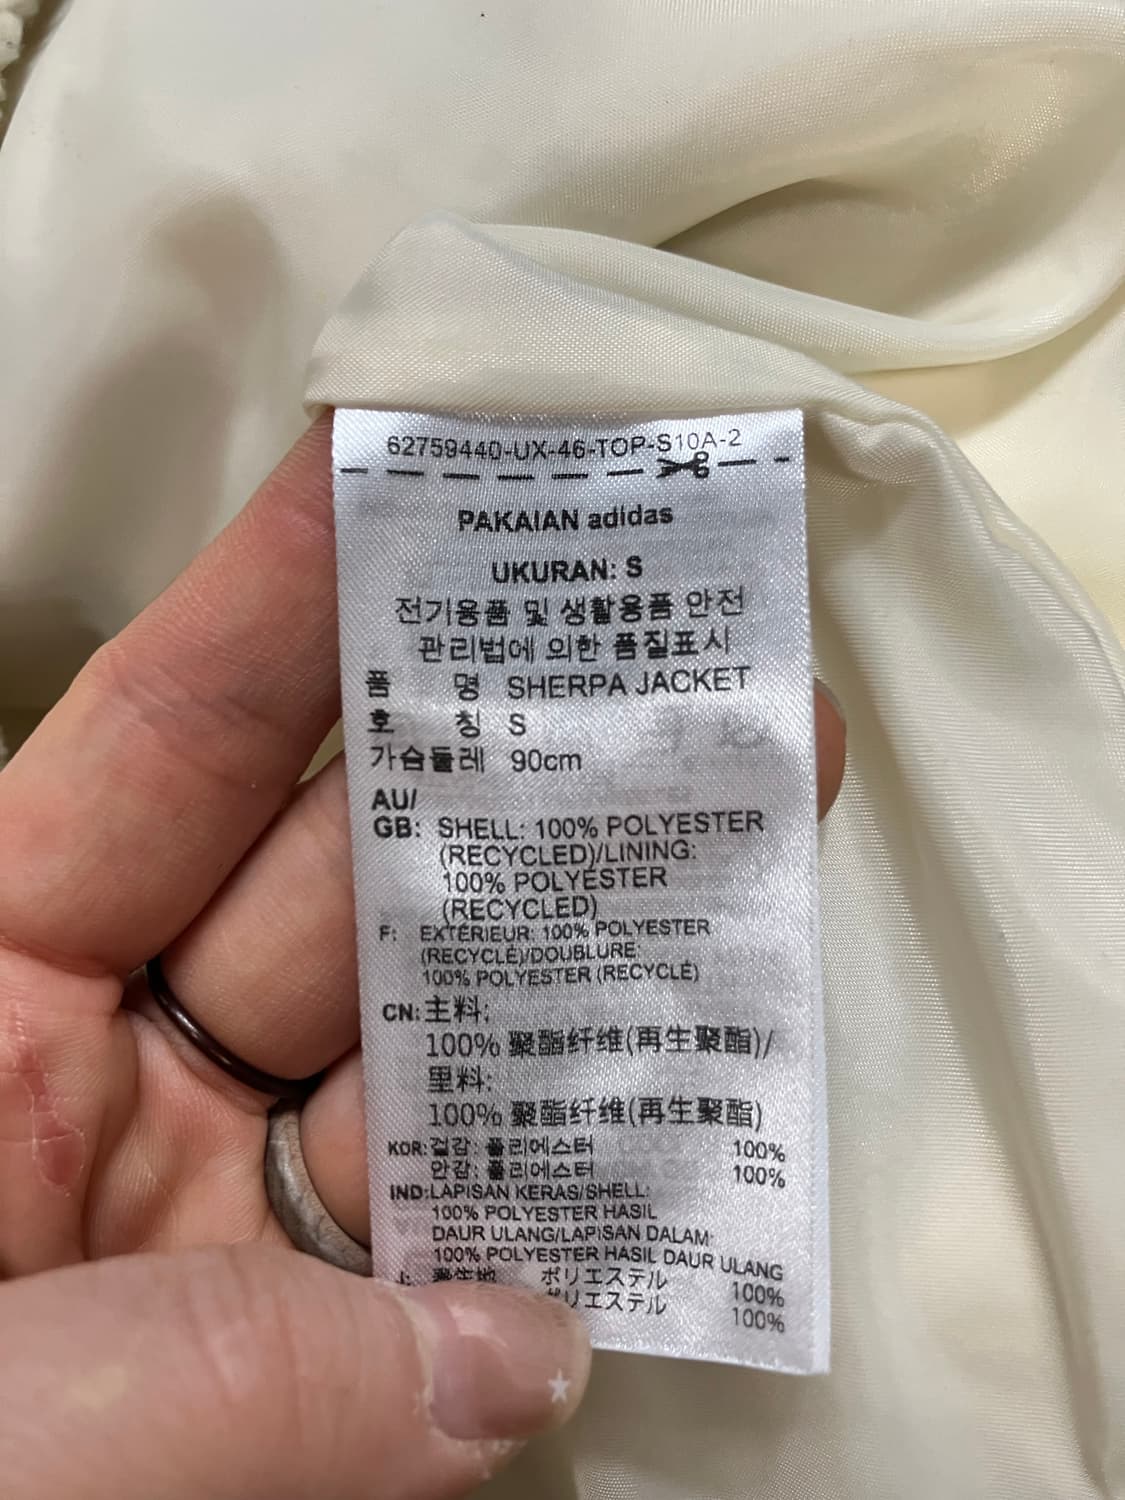 62759440-UX-46-TOP-S10A-2
PAKAIAN adidas
UKURAN: S
전기용품 및 생활용품 안전
관리법에 의한 품질표시
품 명 SHERPA JACKET
호 칭 S
가슴둘레 90cm
AU/
GB: SHELL: 100% POLYESTER
(RECYCLED)/LINING:
100% POLYESTER
(RECYCLED)
F: EXTÉRIEUR: 100% POLYESTER
(RECYCLÉ)/DOUBLURE:
100% POLYESTER (RECYCLÉ)
CN: 主料:
100% 聚酯纤维(再生聚酯)/
里料:
100% 聚酯纤维(再生聚酯)
KOR: 겉감: 폴리에스터 100%
안감: 폴리에스터 100%
IND: LAPISAN KERAS/SHELL:
100% POLYESTER HASIL
DAUR ULANG/LAPISAN DALAM:
100% POLYESTER HASIL DAUR ULANG
J: 表生地 ポリエステル 100%
ポリエステル 100%